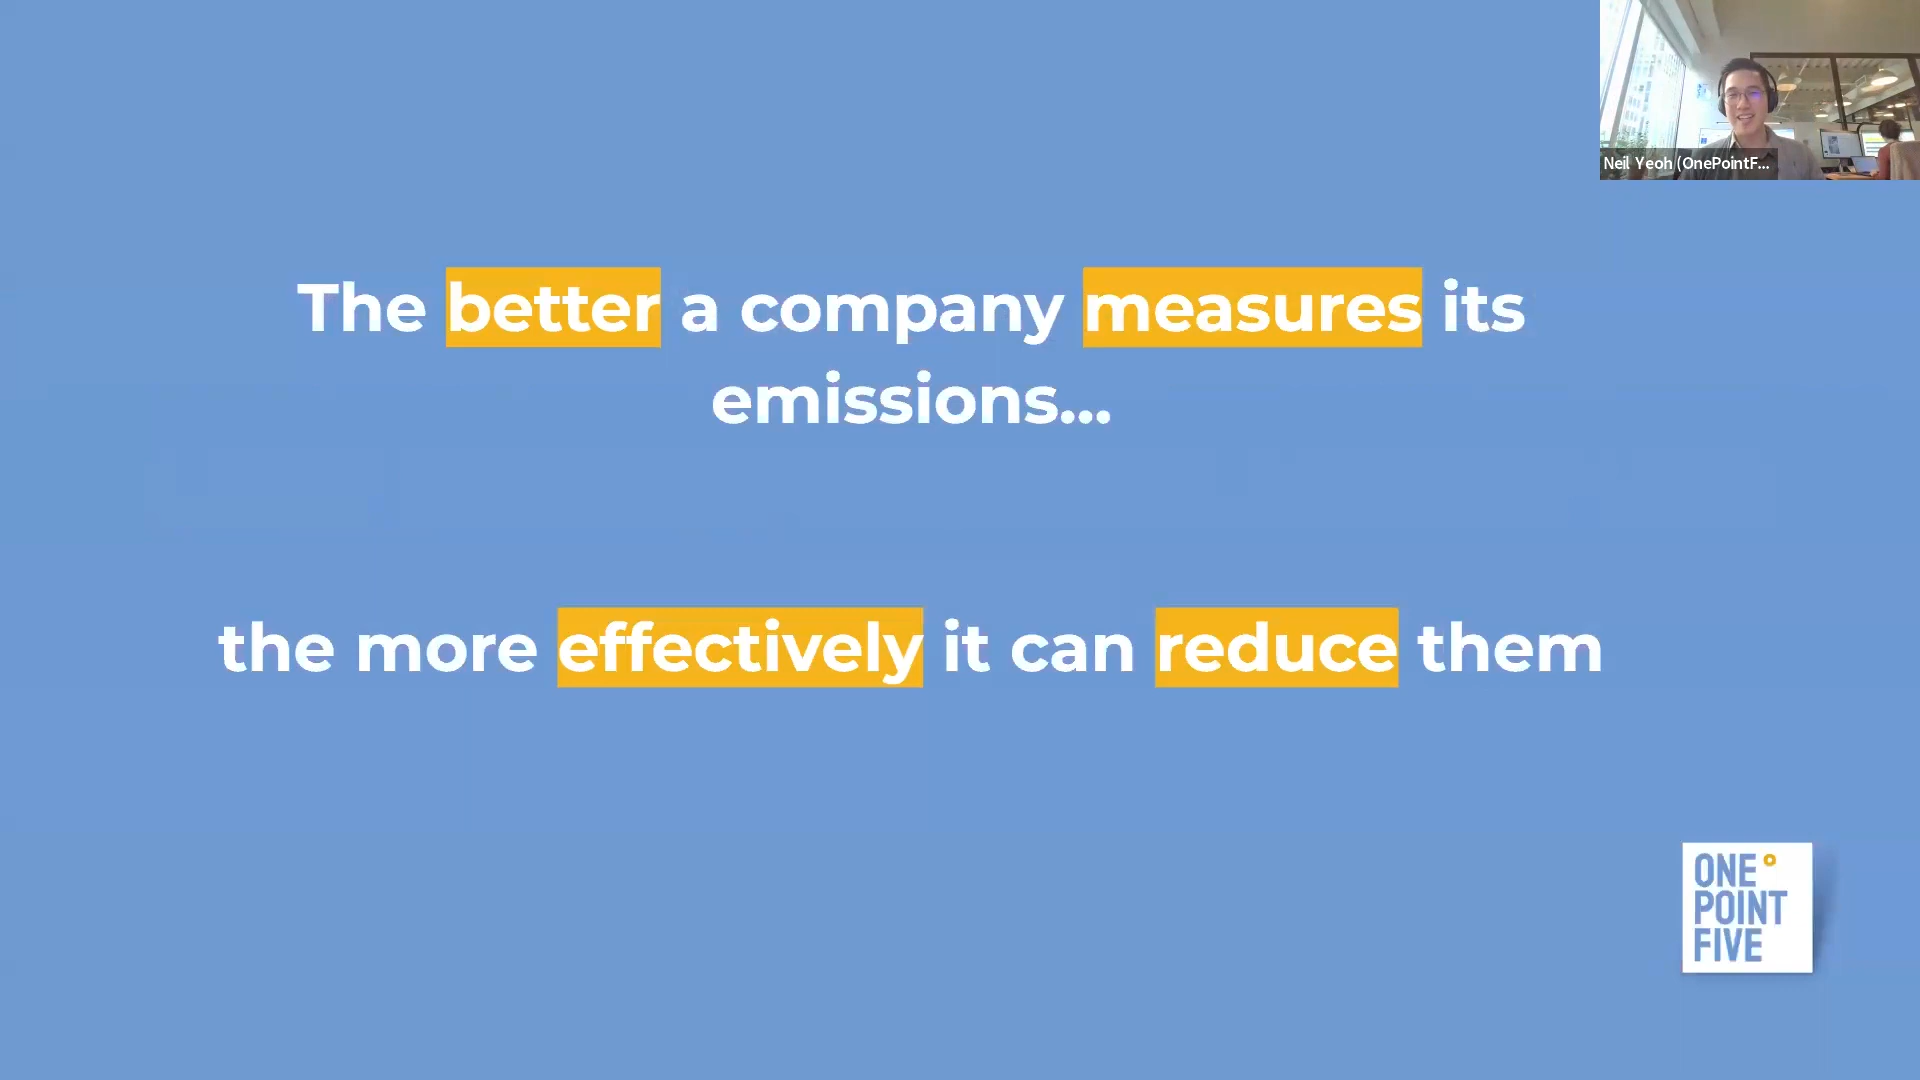 Neil Yeoh (OnePointF...
The better a company measures its
emissions...
the more effectively it can reduce them
ONE
POINT
FIVE